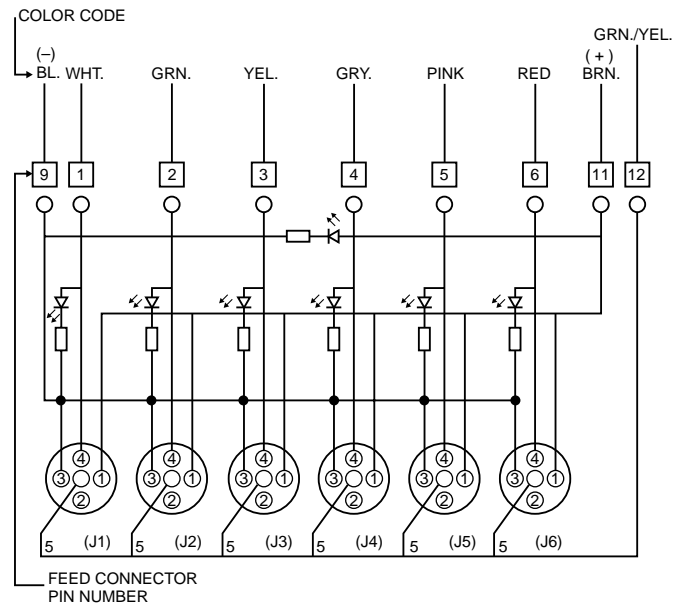 COLOR CODE
GRN./YEL.
(–) ( + )
BL. WHT. GRN. YEL. GRY. PINK RED BRN.
9 1 2 3 4 5 6 11 12
4 4 4 4 4 4
3 1 3 1 3 1 3 1 3 1 3 1
2 2 2 2 2 2
5 (J1) 5 (J2) 5 (J3) 5 (J4) 5 (J5) 5 (J6)
FEED CONNECTOR
PIN NUMBER